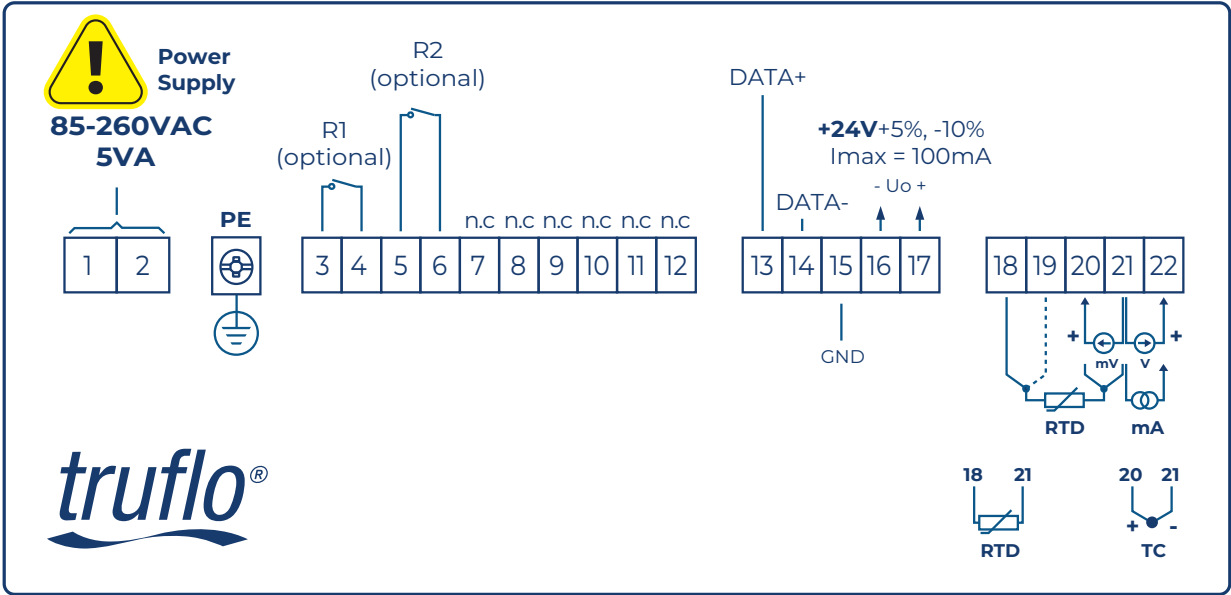 !
Power
Supply
85-260VAC
5VA
PE
R1
(optional)
R2
(optional)
n.c n.c n.c n.c n.c n.c
DATA+
DATA-
+24V+5%, -10%
Imax = 100mA
- Uo +
1 2
3 4 5 6 7 8 9 10 11 12
13 14 15 16 17
18 19 20 21 22
GND
+ +
mV V
RTD mA
truflo®
18 21
RTD
20 21
+ -
TC